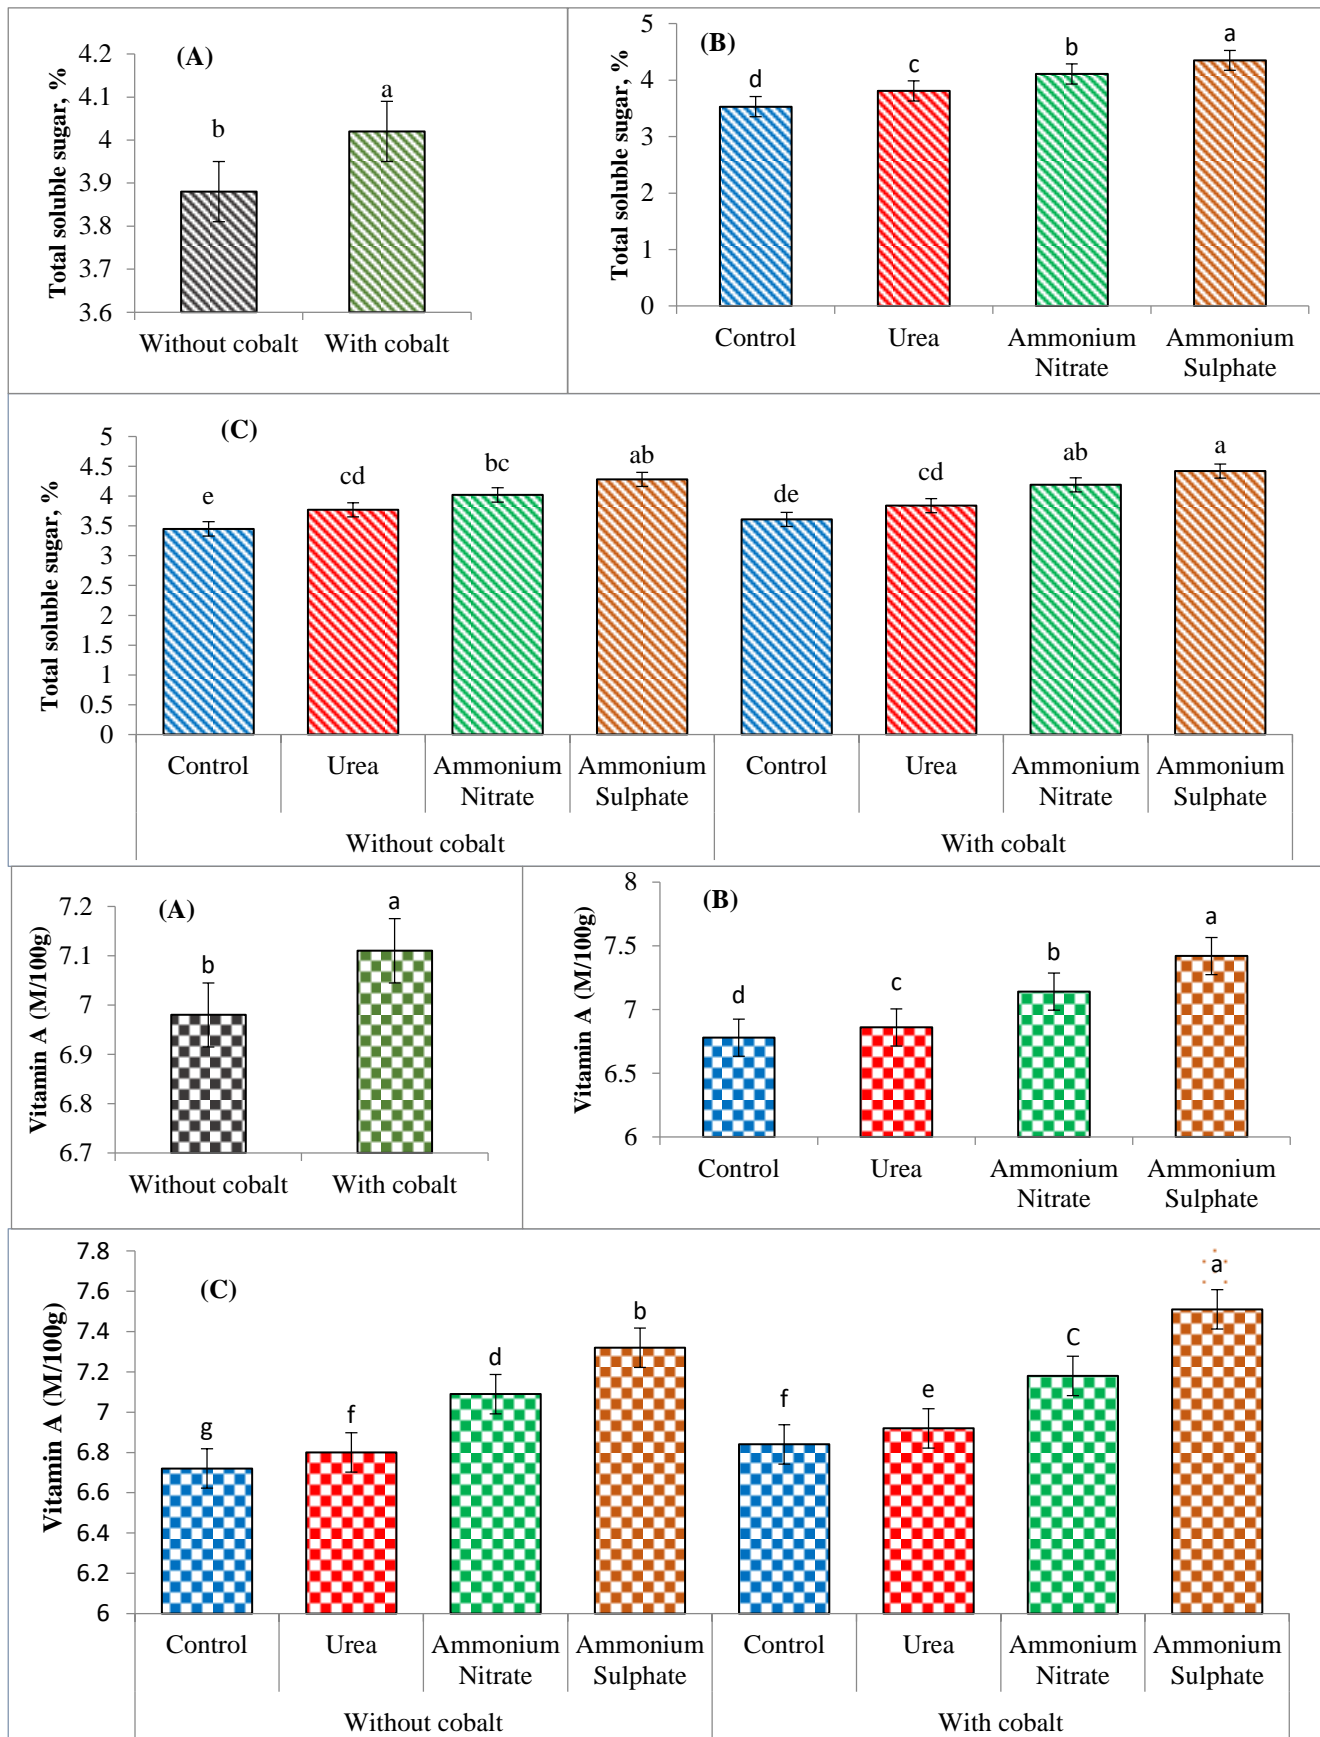 (A)
Total soluble sugar, %
4.2
4.1
4
3.9
3.8
3.7
3.6
b
a
Without cobalt
With cobalt
(B)
Total soluble sugar, %
5
4
3
2
1
0
d
c
b
a
Control
Urea
Ammonium
Nitrate
Ammonium
Sulphate
(C)
Total soluble sugar, %
5
4.5
4
3.5
3
2.5
2
1.5
1
0.5
0
e
cd
bc
ab
de
cd
ab
a
Control
Urea
Ammonium
Nitrate
Ammonium
Sulphate
Control
Urea
Ammonium
Nitrate
Ammonium
Sulphate
Without cobalt
With cobalt
(A)
Vitamin A (M/100g)
7.2
7.1
7
6.9
6.8
6.7
b
a
Without cobalt
With cobalt
(B)
Vitamin A (M/100g)
8
7.5
7
6.5
6
d
c
b
a
Control
Urea
Ammonium
Nitrate
Ammonium
Sulphate
(C)
Vitamin A (M/100g)
7.8
7.6
7.4
7.2
7
6.8
6.6
6.4
6.2
6
g
f
d
b
f
e
C
a
Control
Urea
Ammonium
Nitrate
Ammonium
Sulphate
Control
Urea
Ammonium
Nitrate
Ammonium
Sulphate
Without cobalt
With cobalt